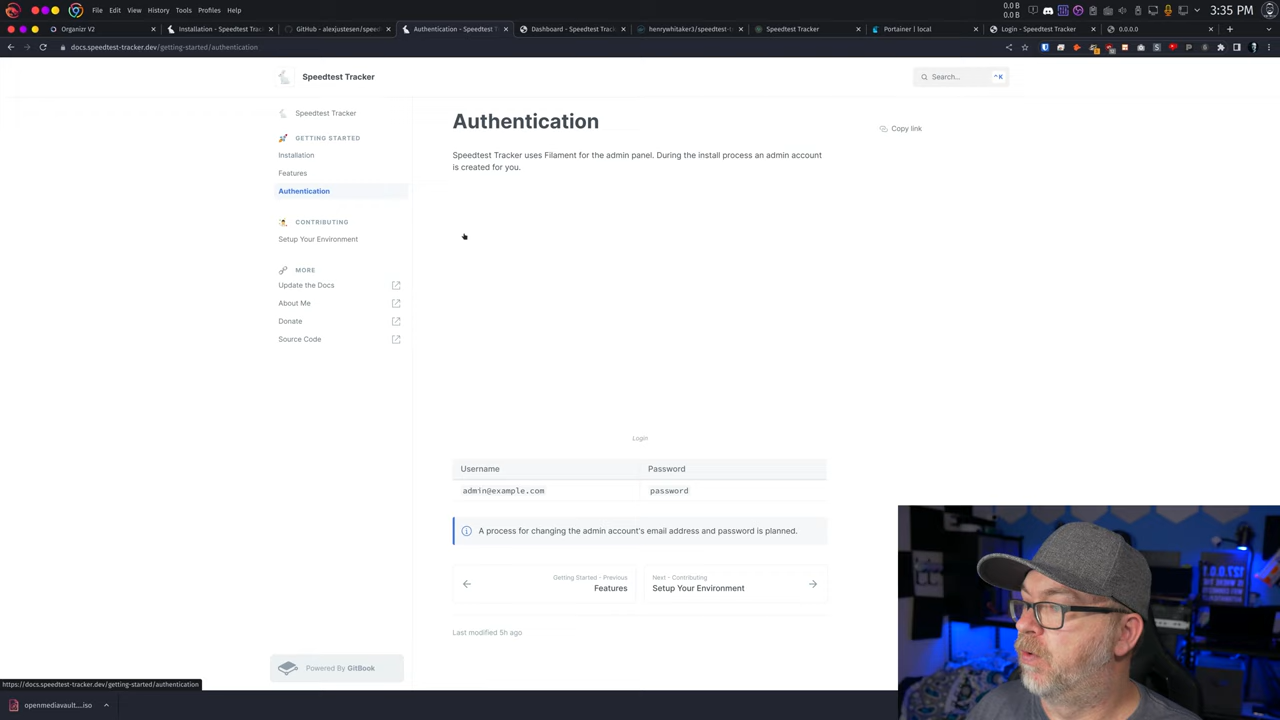 File Edit View History Tools Profiles Help
0.0 B
0.0 B
3:51 PM
Organizr V2
Installation - Speedtest Trac
GitHub - alexjustesen/speed
Authentication - Speedtest T
Dashboard - Speedtest Track
henrywhitaker3/speedtest-t
Speedtest Tracker
Portainer | local
Login - Speedtest Tracker
0.0.0.0
docs.speedtest-tracker.dev/getting-started/authentication
Speedtest Tracker
Search...
^K
Speedtest Tracker
GETTING STARTED
Installation
Features
Authentication
CONTRIBUTING
Setup Your Environment
MORE
Update the Docs
About Me
Donate
Source Code
Powered By GitBook
Authentication
Copy link
Speedtest Tracker uses Filament for the admin panel. During the install process an admin account
is created for you.
Login
Username Password
admin@example.com password
A process for changing the admin account's email address and password is planned.
Getting Started - Previous
Features
Next - Contributing
Setup Your Environment
Last modified 5h ago
https://docs.speedtest-tracker.dev/getting-started/authentication
openmediavault....iso